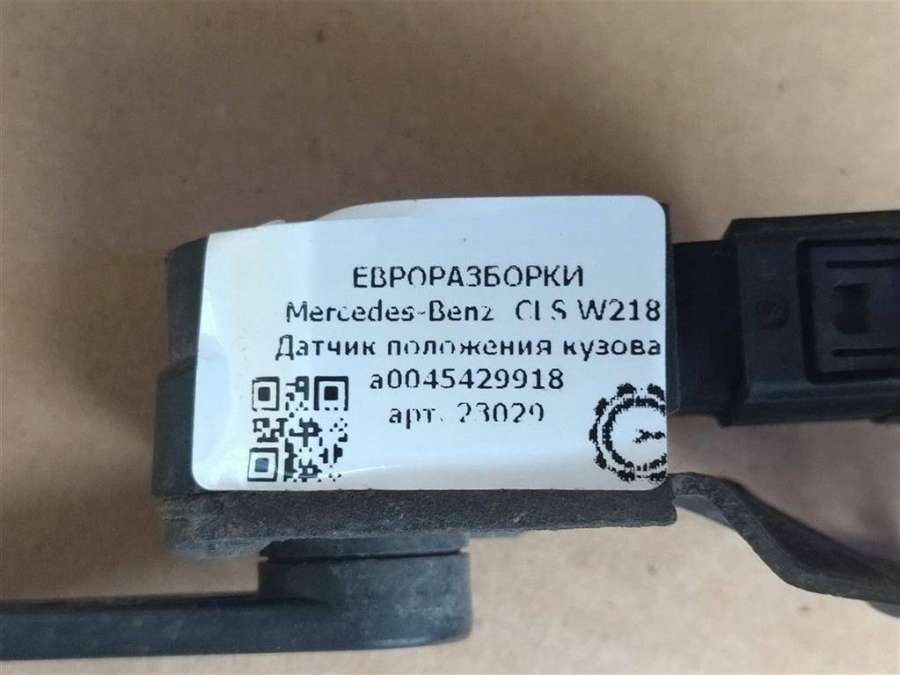 ЕВРОРАЗБОРКИ
Mercedes-Benz CLS W218
Датчик положения кузова
a0045429918
арт. 23029